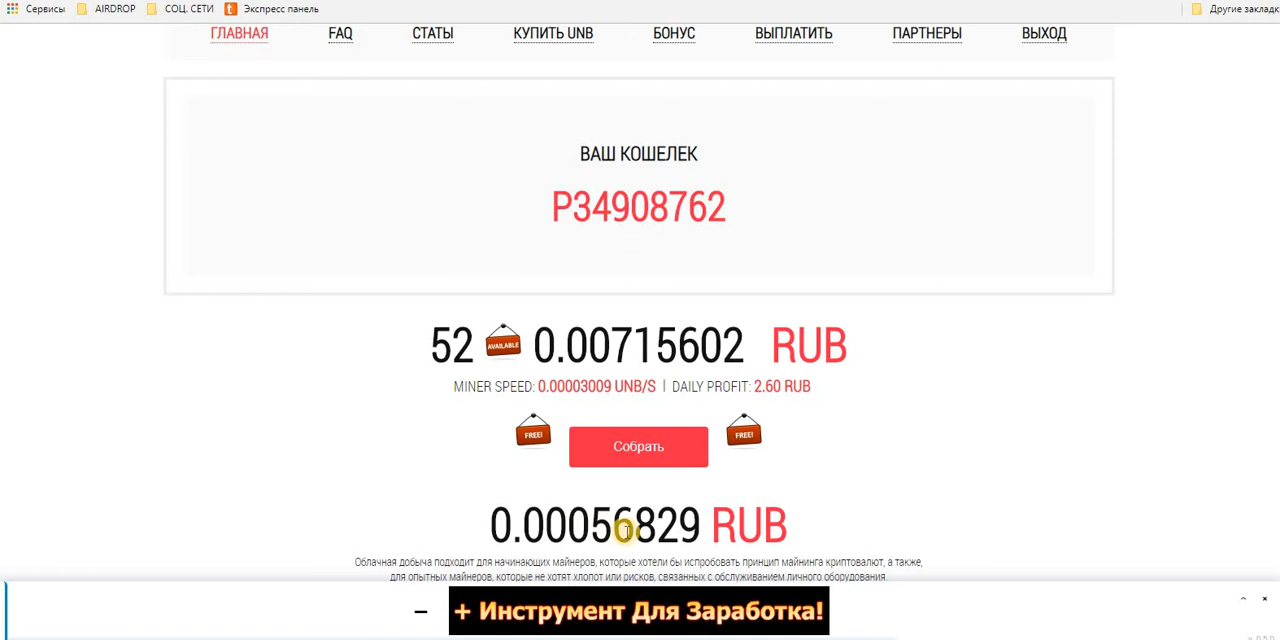 Сервисы AIRDROP СОЦ. СЕТИ Экспресс панель Другие закладк
ГЛАВНАЯ FAQ СТАТЫ КУПИТЬ UNB БОНУС ВЫПЛАТИТЬ ПАРТНЕРЫ ВЫХОД
ВАШ КОШЕЛЕК
P34908762
52 AVAILABLE 0.00715602 RUB
MINER SPEED: 0.00003009 UNB/S | DAILY PROFIT: 2.60 RUB
FREE! Собрать FREE!
0.00056829 RUB
Облачная добыча подходит для начинающих майнеров, которые хотели бы испробовать принцип майнинга криптовалют, а также,
для опытных майнеров, которые не хотят хлопот или рисков, связанных с обслуживанием личного оборудования.
– + Инструмент Для Заработка!